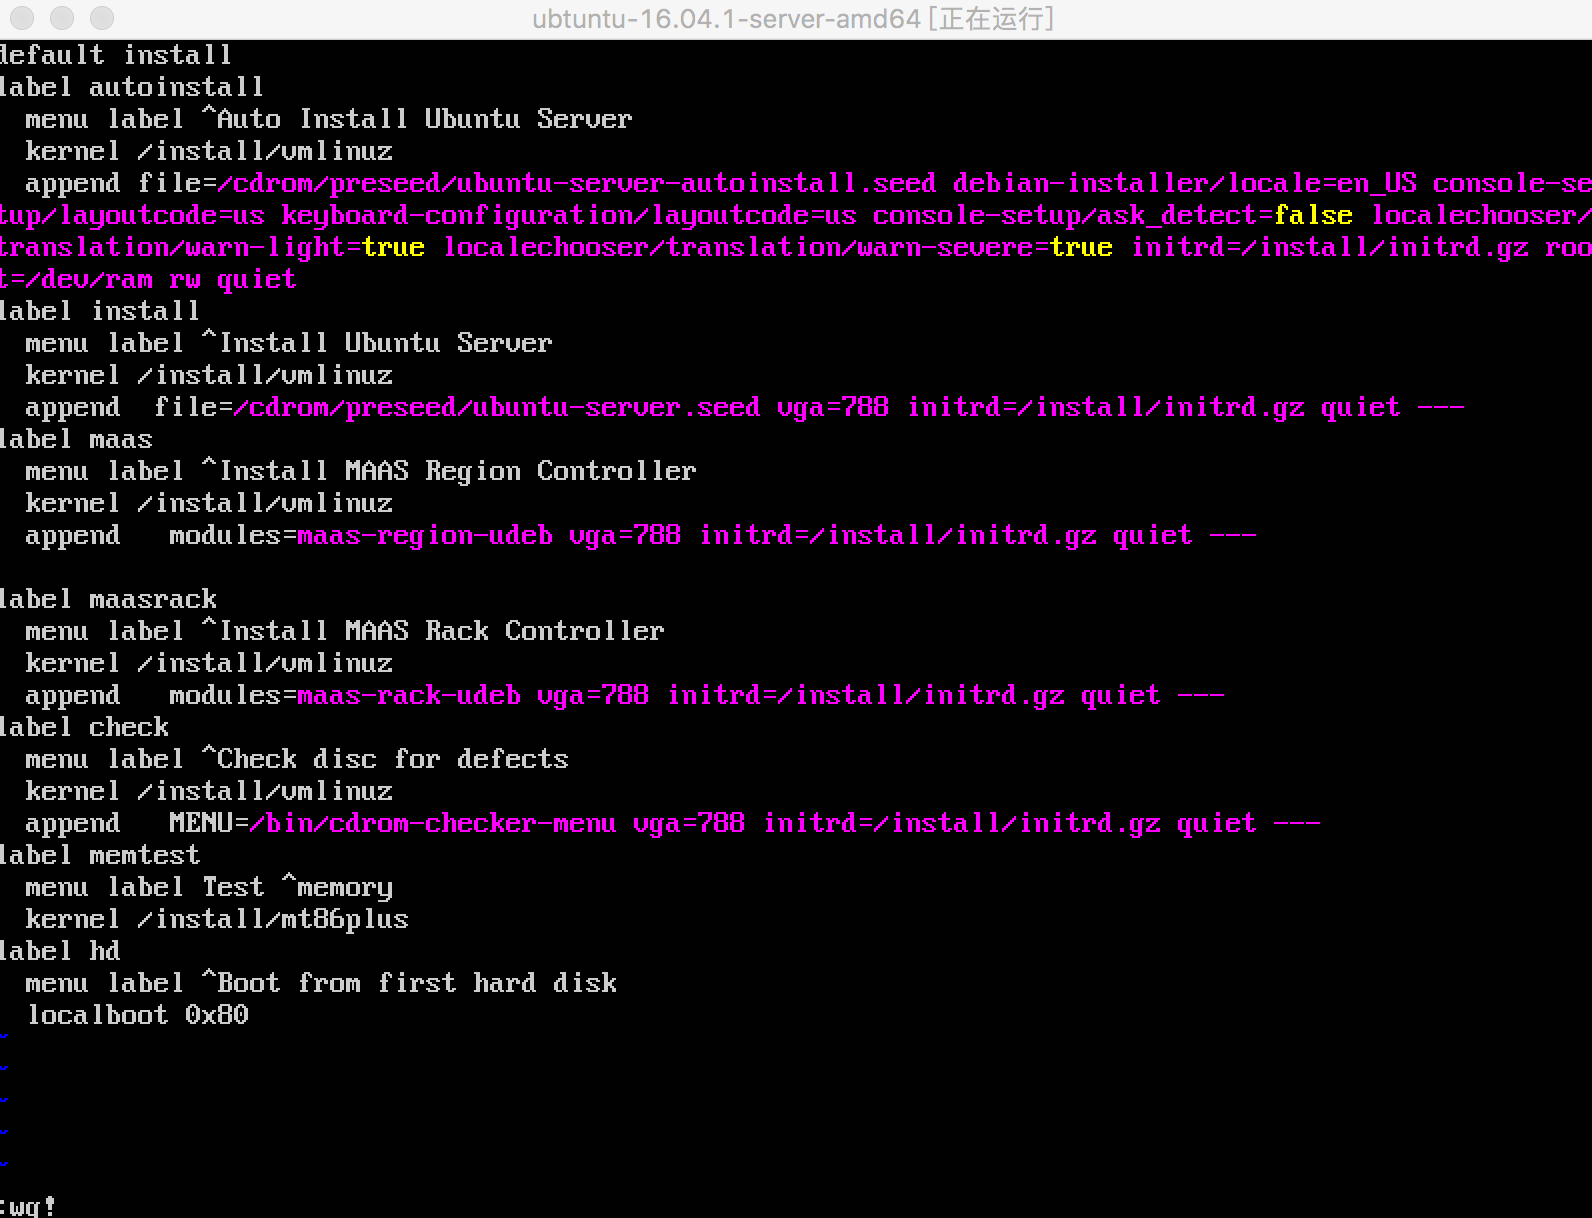 ubtuntu-16.04.1-server-amd64 [正在运行]
default install
label autoinstall
  menu label ^Auto Install Ubuntu Server
  kernel /install/vmlinuz
  append file=/cdrom/preseed/ubuntu-server-autoinstall.seed debian-installer/locale=en_US console-se
tup/layoutcode=us keyboard-configuration/layoutcode=us console-setup/ask_detect=false localechooser/
translation/warn-light=true localechooser/translation/warn-severe=true initrd=/install/initrd.gz roo
t=/dev/ram rw quiet
label install
  menu label ^Install Ubuntu Server
  kernel /install/vmlinuz
  append  file=/cdrom/preseed/ubuntu-server.seed vga=788 initrd=/install/initrd.gz quiet ---
label maas
  menu label ^Install MAAS Region Controller
  kernel /install/vmlinuz
  append   modules=maas-region-udeb vga=788 initrd=/install/initrd.gz quiet ---

label maasrack
  menu label ^Install MAAS Rack Controller
  kernel /install/vmlinuz
  append   modules=maas-rack-udeb vga=788 initrd=/install/initrd.gz quiet ---
label check
  menu label ^Check disc for defects
  kernel /install/vmlinuz
  append   MENU=/bin/cdrom-checker-menu vga=788 initrd=/install/initrd.gz quiet ---
label memtest
  menu label Test ^memory
  kernel /install/mt86plus
label hd
  menu label ^Boot from first hard disk
  localboot 0x80
~
~
~
~
~
:wq!